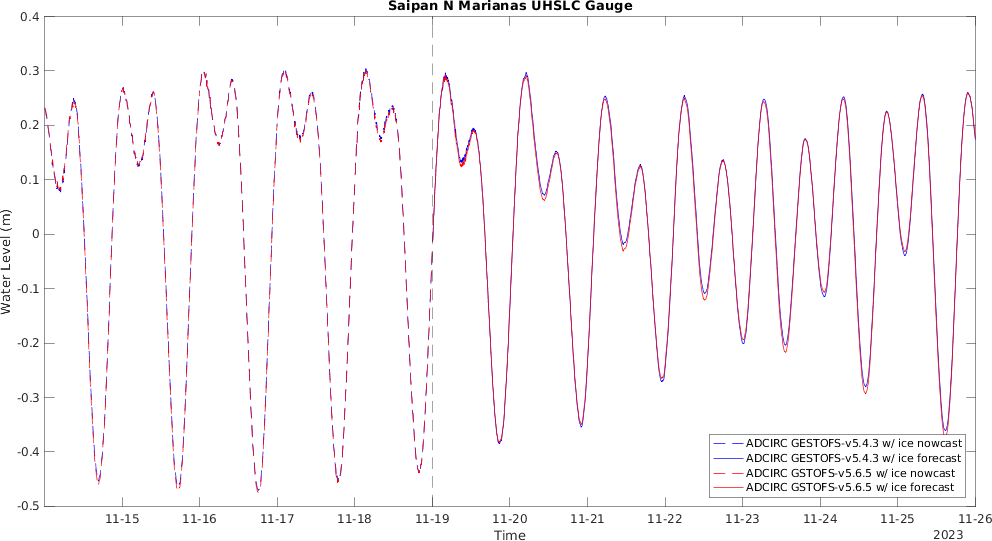 Saipan N Marianas UHSLC Gauge
0.4
0.3
0.2
0.1
0
-0.1
-0.2
-0.3
-0.4
-0.5
Water Level (m)
ADCIRC GESTOFS-v5.4.3 w/ ice nowcast
ADCIRC GESTOFS-v5.4.3 w/ ice forecast
ADCIRC GSTOFS-v5.6.5 w/ ice nowcast
ADCIRC GSTOFS-v5.6.5 w/ ice forecast
11-15 11-16 11-17 11-18 11-19 11-20 11-21 11-22 11-23 11-24 11-25 11-26
Time
2023